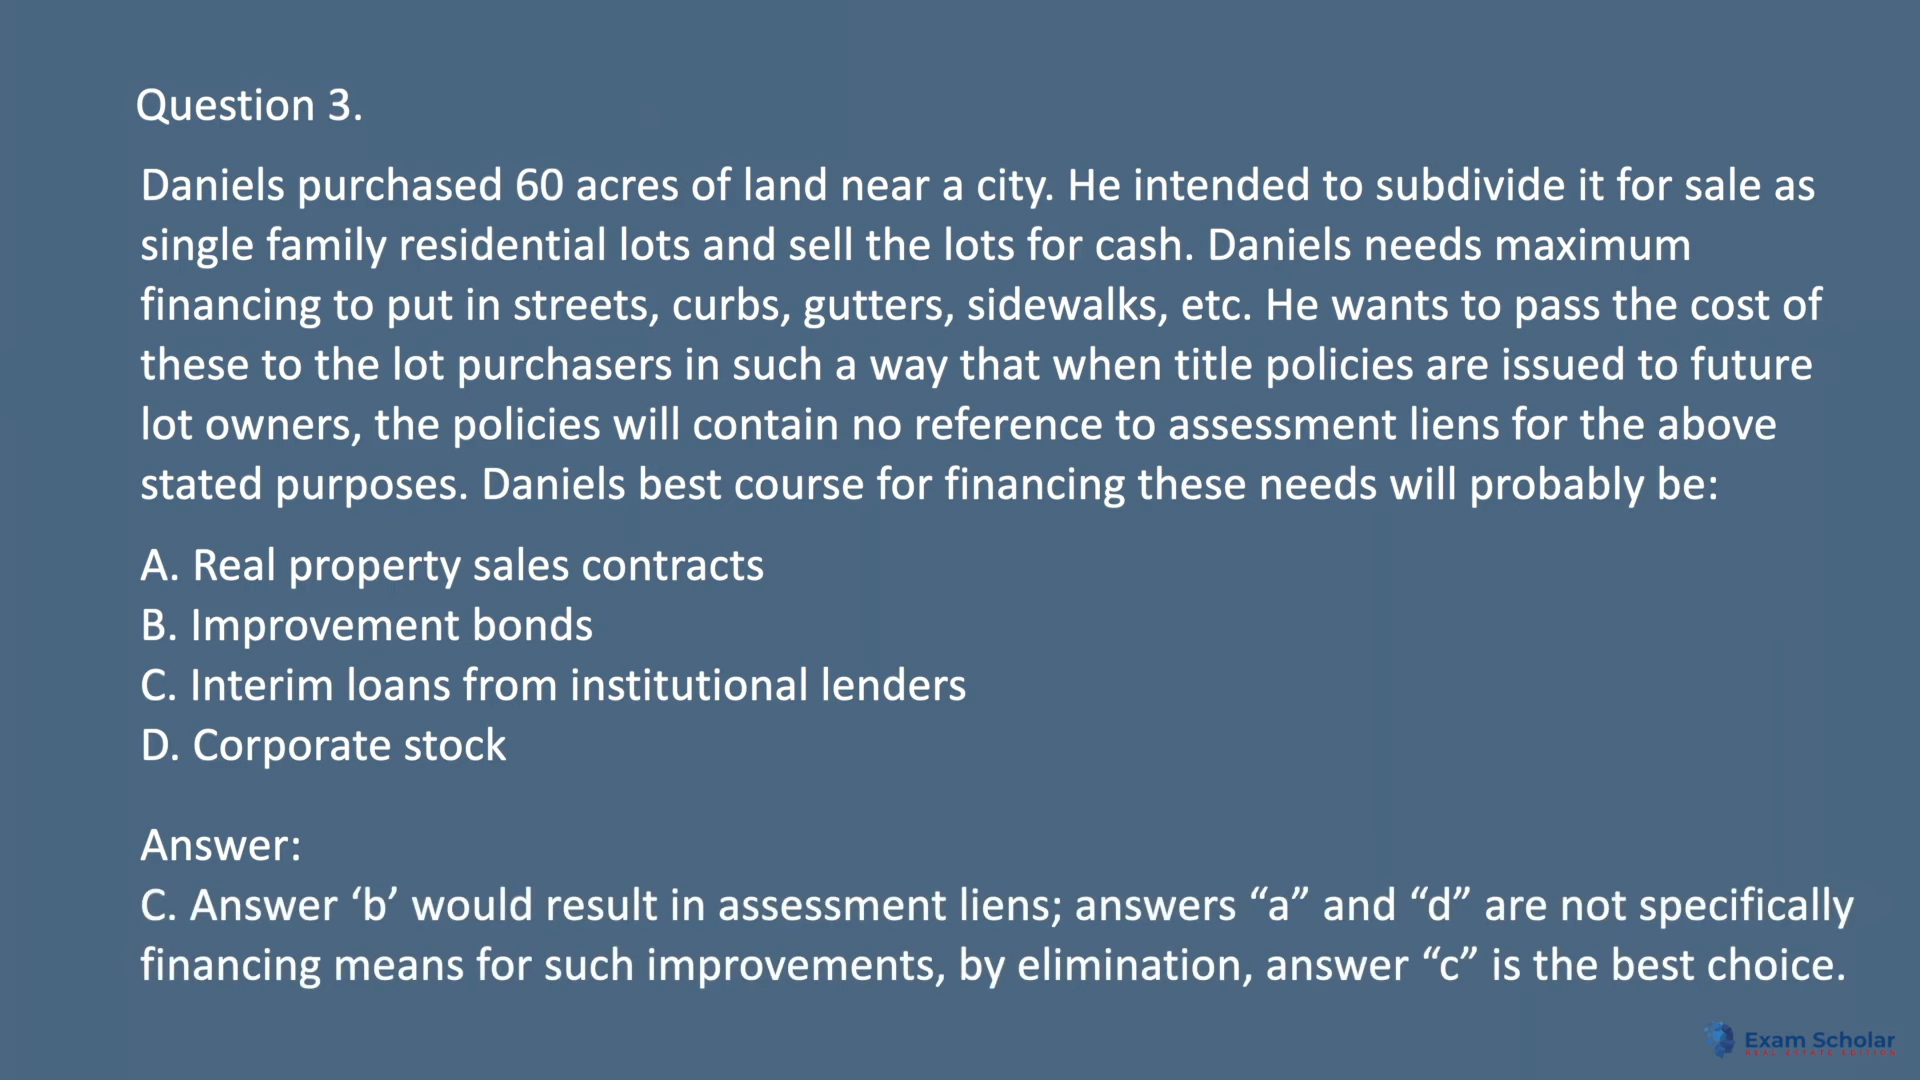 Question 3.
Daniels purchased 60 acres of land near a city. He intended to subdivide it for sale as
single family residential lots and sell the lots for cash. Daniels needs maximum
financing to put in streets, curbs, gutters, sidewalks, etc. He wants to pass the cost of
these to the lot purchasers in such a way that when title policies are issued to future
lot owners, the policies will contain no reference to assessment liens for the above
stated purposes. Daniels best course for financing these needs will probably be:
A. Real property sales contracts
B. Improvement bonds
C. Interim loans from institutional lenders
D. Corporate stock
Answer:
C. Answer ‘b’ would result in assessment liens; answers “a” and “d” are not specifically
financing means for such improvements, by elimination, answer “c” is the best choice.
Exam Scholar
REAL ESTATE EDITION